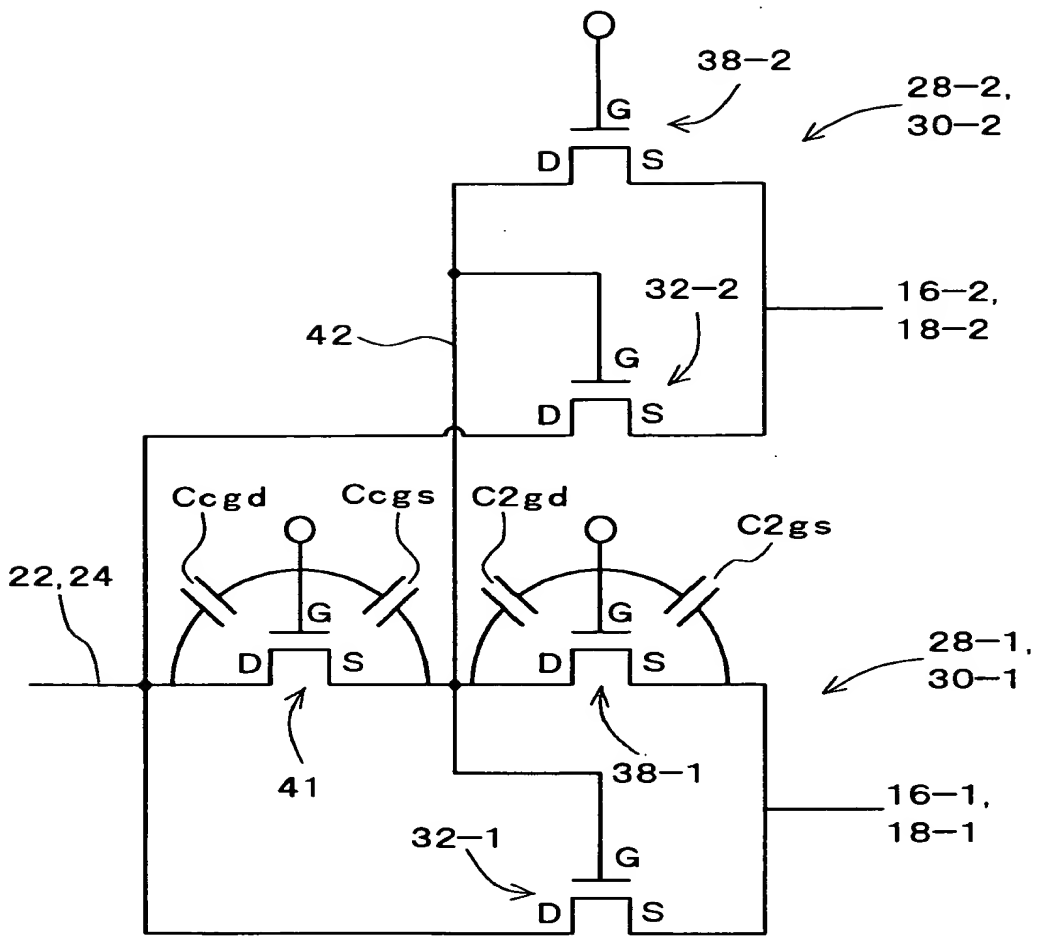 38-2
28-2,
30-2
G
D
S
32-2
16-2,
18-2
42
G
D
S
Ccgd
Ccgs
C2gd
C2gs
22,24
G
G
D
S
D
S
28-1,
30-1
41
38-1
16-1,
18-1
32-1
G
D
S